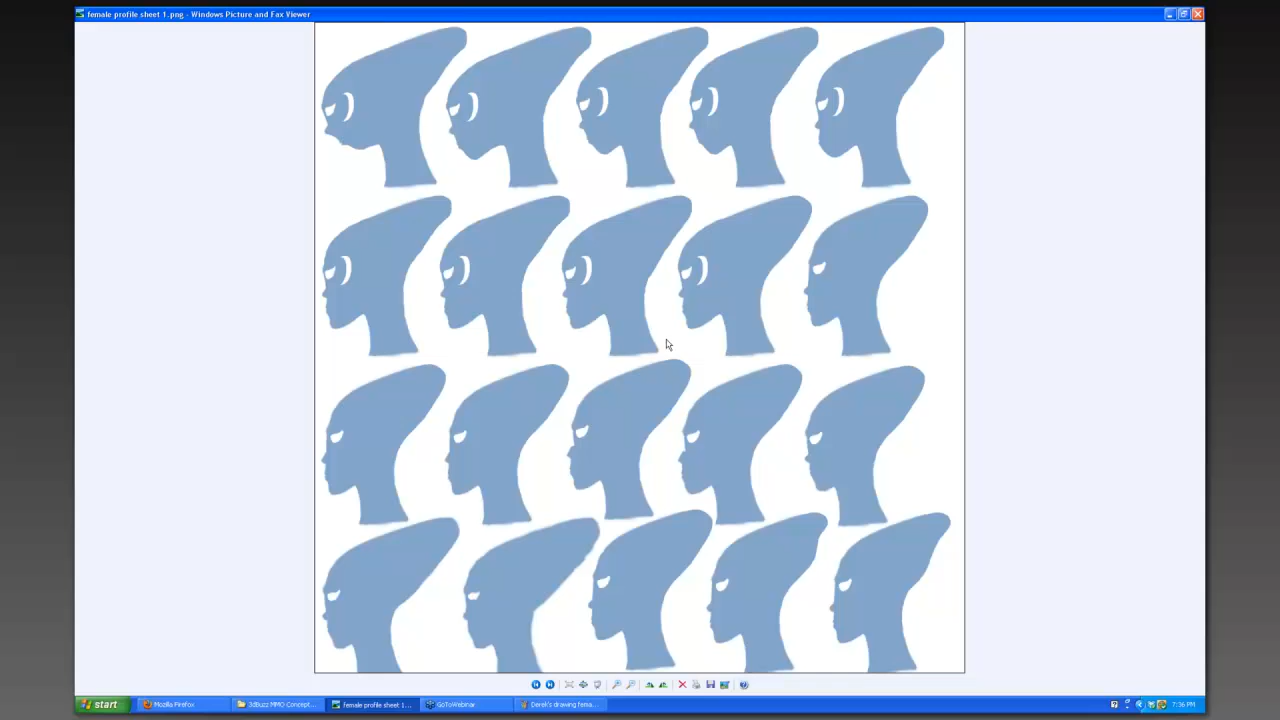 female profile sheet 1.png - Windows Picture and Fax Viewer
start
Mozilla Firefox
3dBuzz MMO Concept...
female profile sheet 1....
GoToWebinar
Derek's drawing fema...
7:36 PM